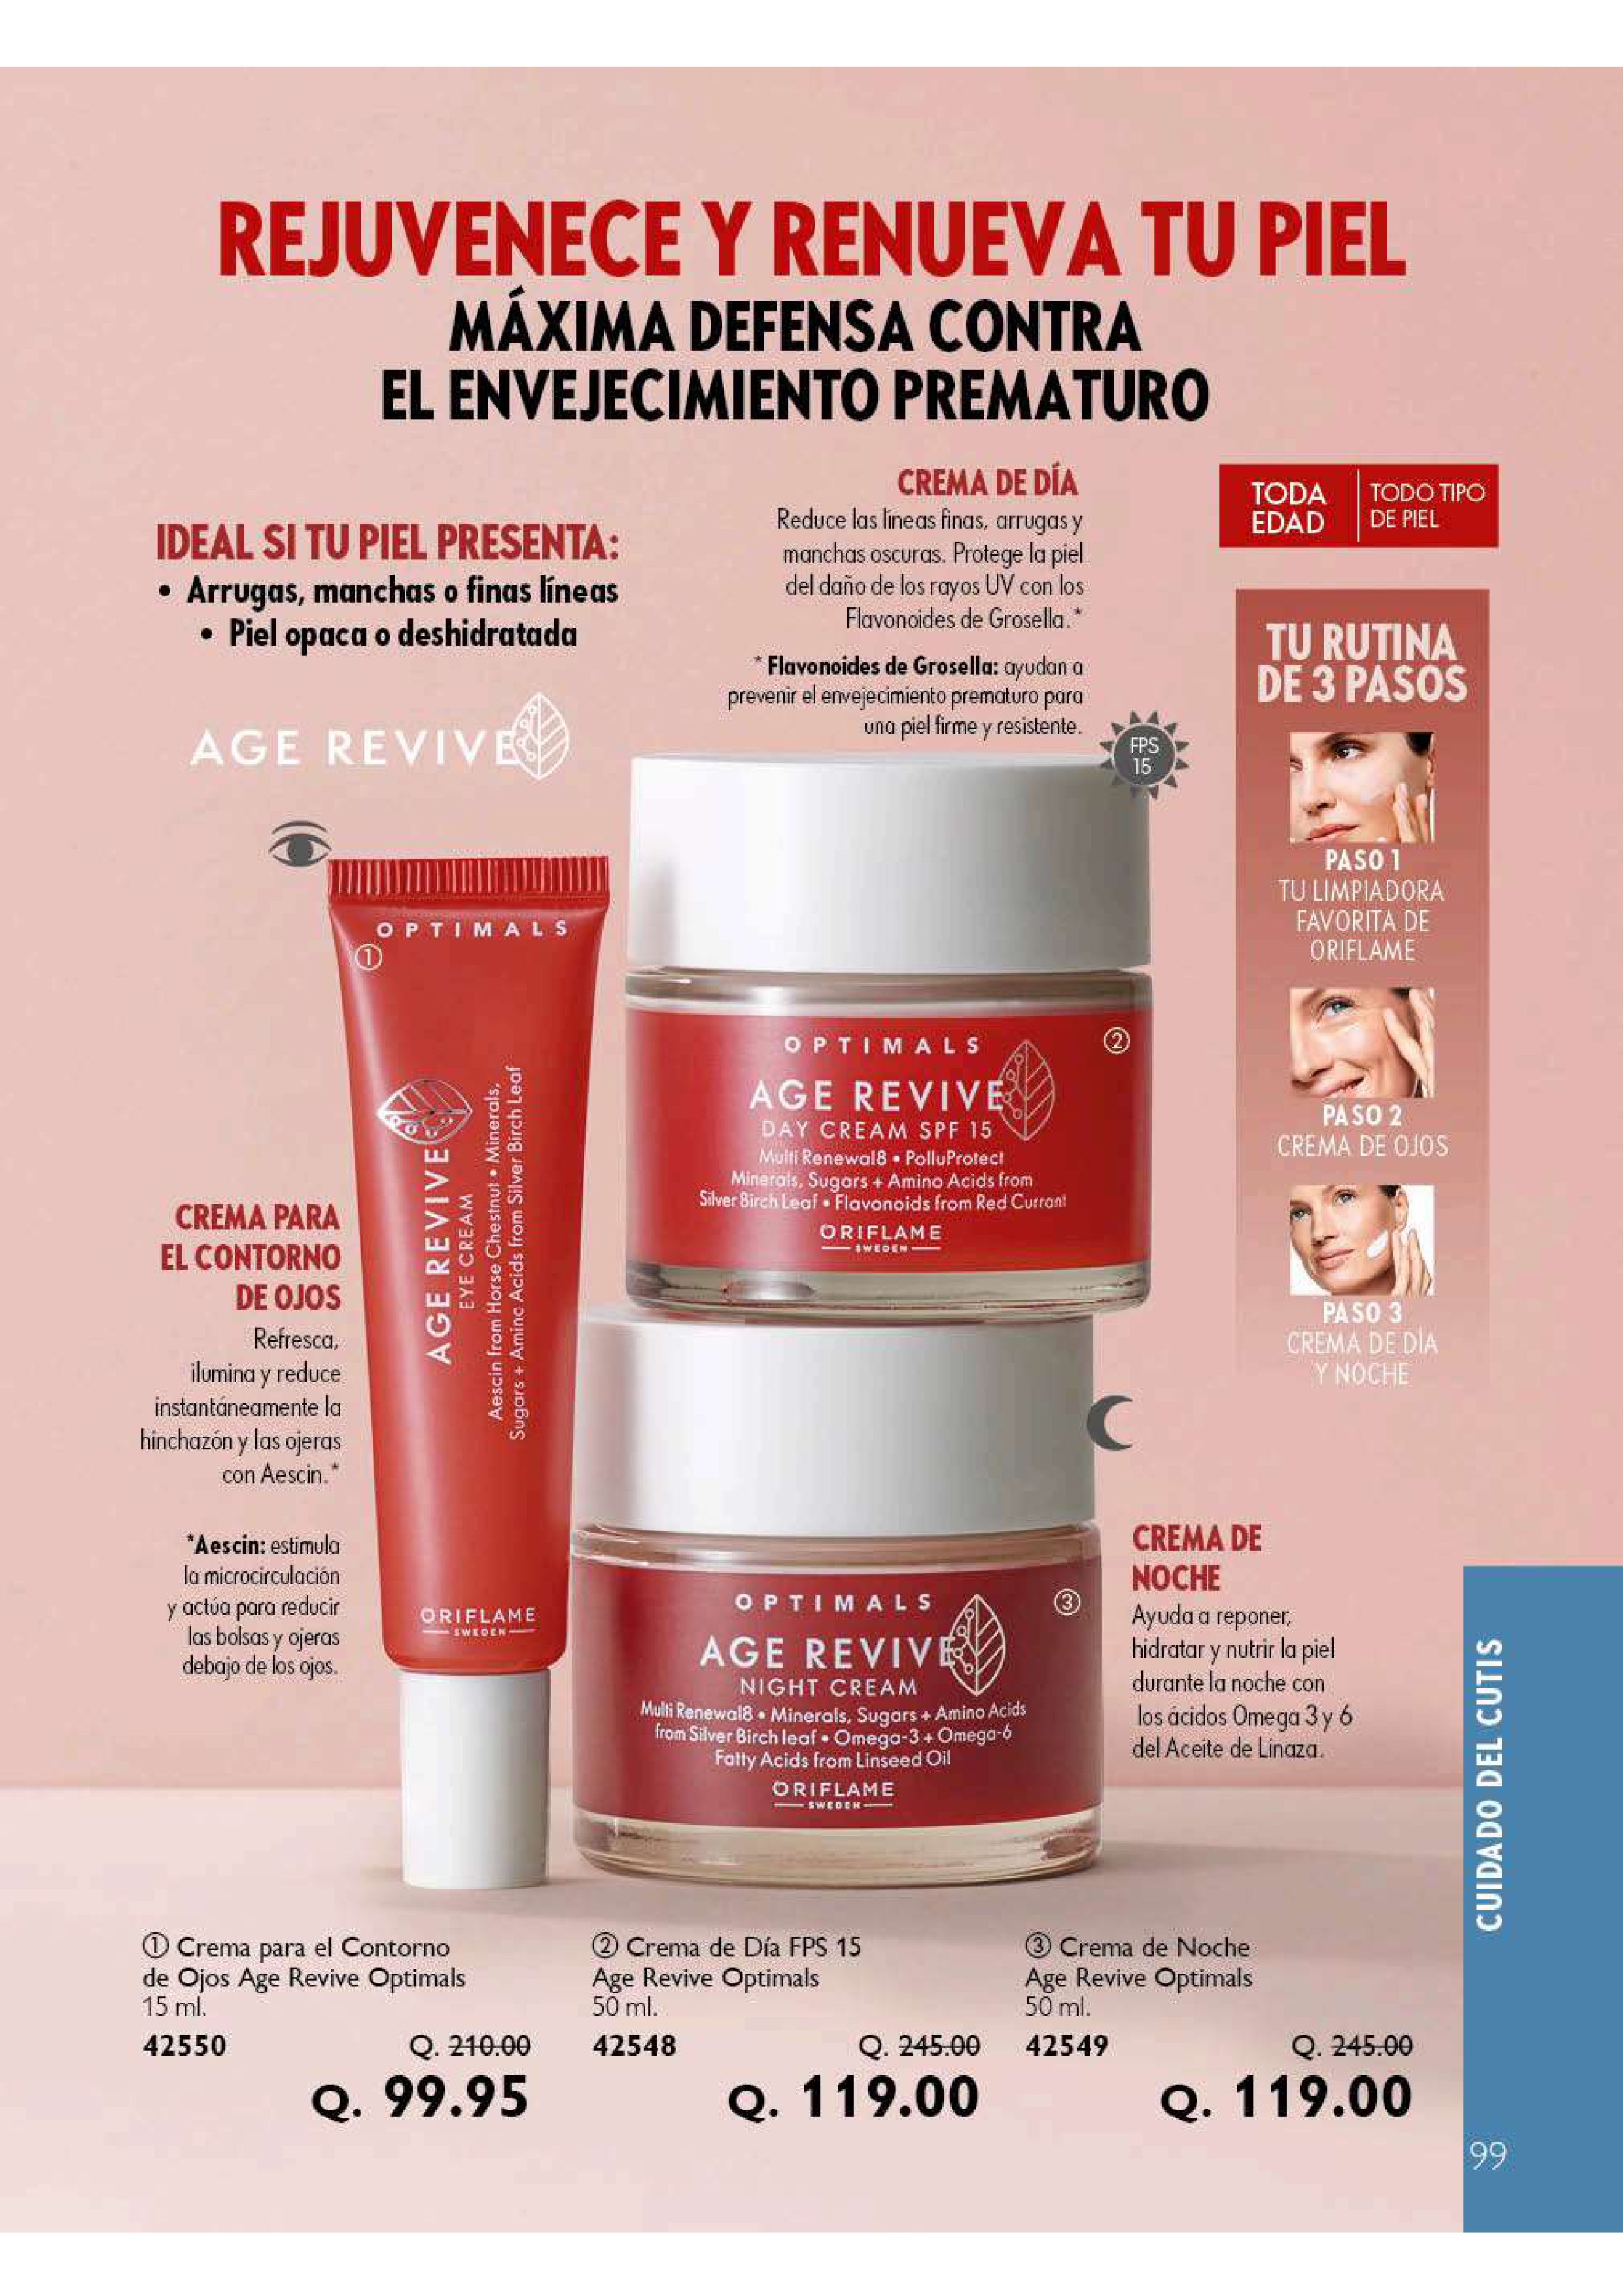 REJUVENECE Y RENUEVA TU PIEL
MÁXIMA DEFENSA CONTRA
EL ENVEJECIMIENTO PREMATURO
IDEAL SI TU PIEL PRESENTA:
• Arrugas, manchas o finas líneas
• Piel opaca o deshidratada
AGE REVIVE
CREMA DE DÍA
Reduce las líneas finas, arrugas y
manchas oscuras. Protege la piel
del daño de los rayos UV con los
Flavonoides de Grosella.*
* Flavonoides de Grosella: ayudan a
prevenir el envejecimiento prematuro para
una piel firme y resistente.
FPS
15
TODA
EDAD
TODO TIPO
DE PIEL
TU RUTINA
DE 3 PASOS
PASO 1
TU LIMPIADORA
FAVORITA DE
ORIFLAME
PASO 2
CREMA DE OJOS
PASO 3
CREMA DE DÍA
Y NOCHE
OPTIMALS
①
AGE REVIVE
EYE CREAM
Aescin from Horse Chestnut • Minerals,
Sugars + Amino Acids from Silver Birch Leaf
ORIFLAME
SWEDEN
OPTIMALS
②
AGE REVIVE
DAY CREAM SPF 15
Multi Renewal8 • PolluProtect
Minerals, Sugars + Amino Acids from
Silver Birch Leaf • Flavonoids from Red Currant
ORIFLAME
SWEDEN
CREMA PARA
EL CONTORNO
DE OJOS
Refresca,
ilumina y reduce
instantáneamente la
hinchazón y las ojeras
con Aescin.*
*Aescin: estimula
la microcirculación
y actúa para reducir
las bolsas y ojeras
debajo de los ojos.
OPTIMALS
③
AGE REVIVE
NIGHT CREAM
Multi Renewal8 • Minerals, Sugars + Amino Acids
from Silver Birch leaf • Omega-3 + Omega-6
Fatty Acids from Linseed Oil
ORIFLAME
SWEDEN
CREMA DE
NOCHE
Ayuda a reponer,
hidratar y nutrir la piel
durante la noche con
los ácidos Omega 3 y 6
del Aceite de Linaza.
CUIDADO DEL CUTIS
① Crema para el Contorno
de Ojos Age Revive Optimals
15 ml.
42550 Q. 210.00
Q. 99.95
② Crema de Día FPS 15
Age Revive Optimals
50 ml.
42548 Q. 245.00
Q. 119.00
③ Crema de Noche
Age Revive Optimals
50 ml.
42549 Q. 245.00
Q. 119.00
99